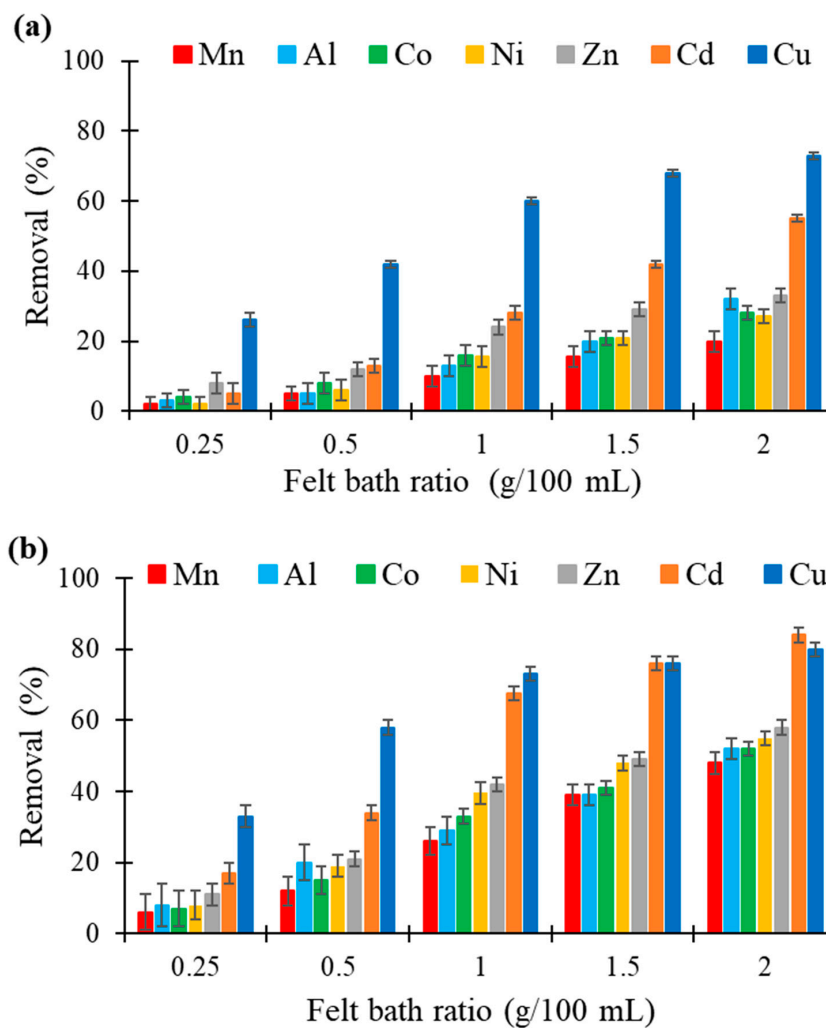 (a)
Mn Al Co Ni Zn Cd Cu
100
80
60
40
20
0
Removal (%)
0.25 0.5 1 1.5 2
Felt bath ratio (g/100 mL)
(b)
Mn Al Co Ni Zn Cd Cu
100
80
60
40
20
0
Removal (%)
0.25 0.5 1 1.5 2
Felt bath ratio (g/100 mL)